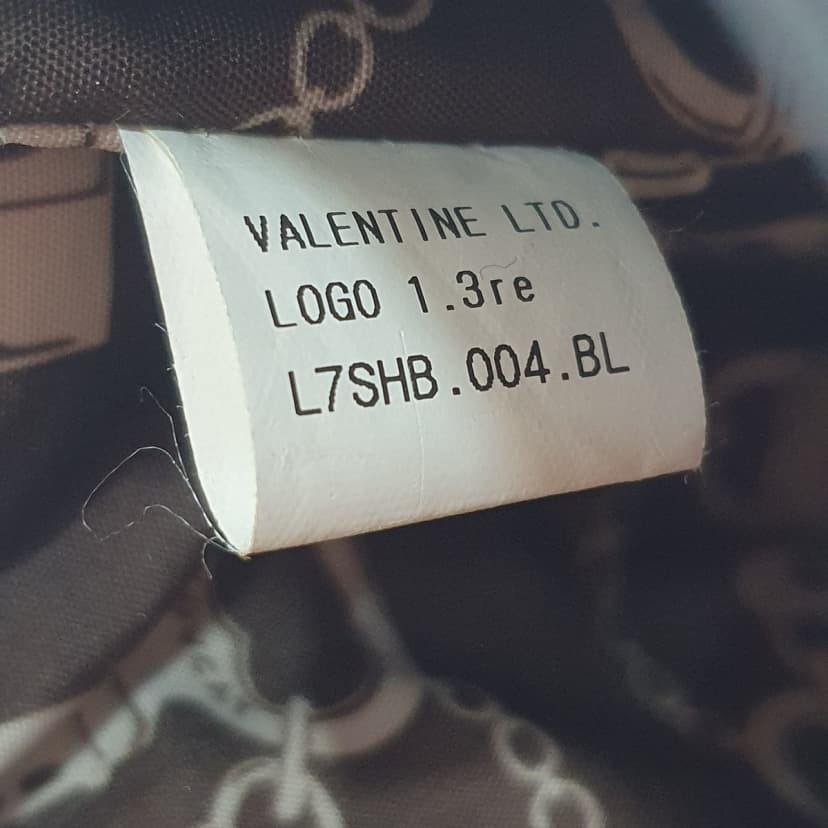 VALENTINE LTD.
LOGO 1.3re
L7SHB.004.BL